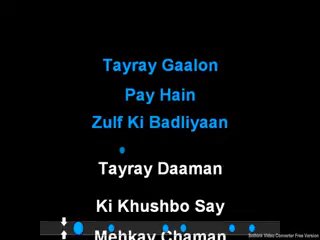 Tayray Gaalon
Pay Hain
Zulf Ki Badliyaan
Tayray Daaman
Ki Khushbo Say
Mehkay Chaman